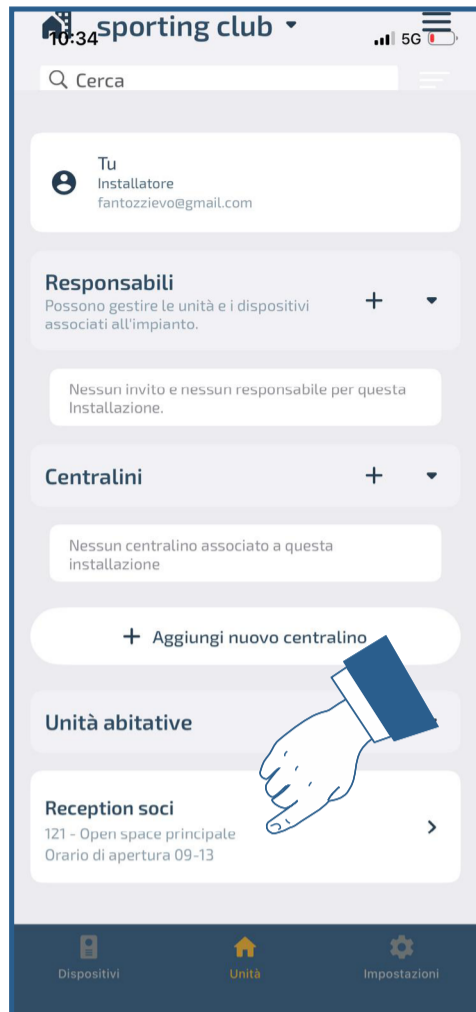 sporting club
10:34
5G
Cerca
Tu
Installatore
fantozzievo@gmail.com
Responsabili
Possono gestire le unità e i dispositivi
associati all'impianto.
Nessun invito e nessun responsabile per questa
Installazione.
Centralini
Nessun centralino associato a questa
installazione
+ Aggiungi nuovo centralino
Unità abitative
Reception soci
121 - Open space principale
Orario di apertura 09-13
Dispositivi
Unità
Impostazioni